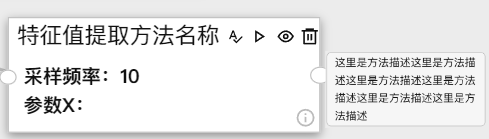 特征值提取方法名称
采样频率：10
参数X：
这里是方法描述这里是方法描
述这里是方法描述这里是方法
描述这里是方法描述这里是方
法描述